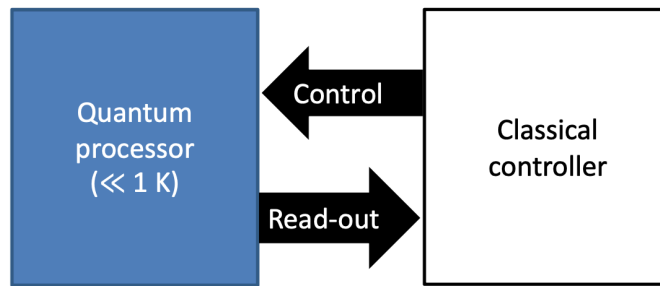 Quantum
processor
(≪ 1 K)
Control
Read-out
Classical
controller